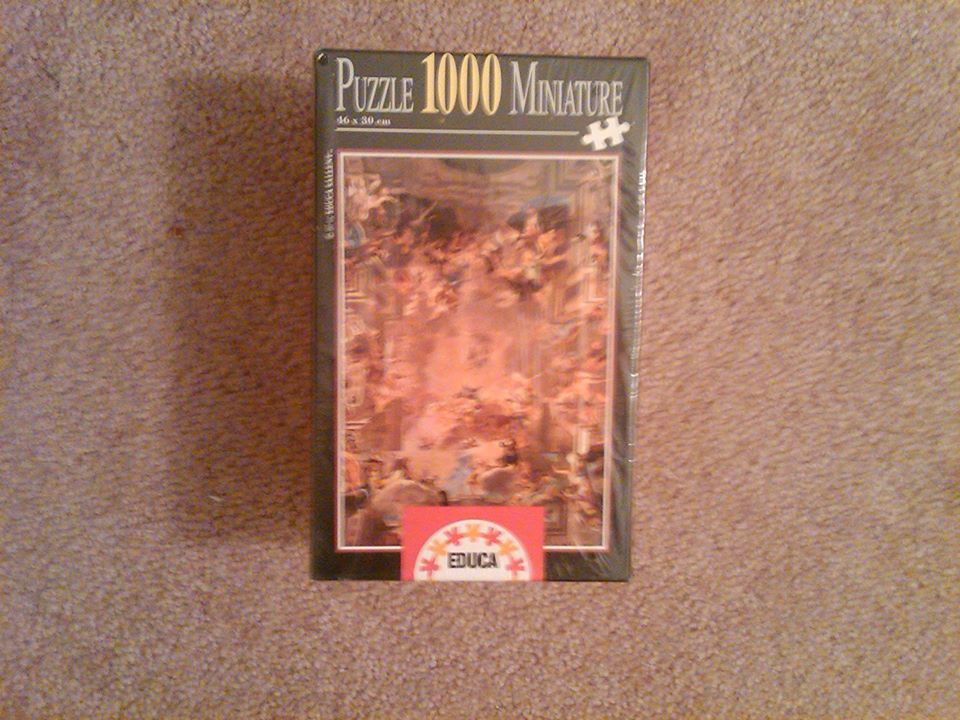 PUZZLE 1000 MINIATURE
46 x 30 cm
EDUCA